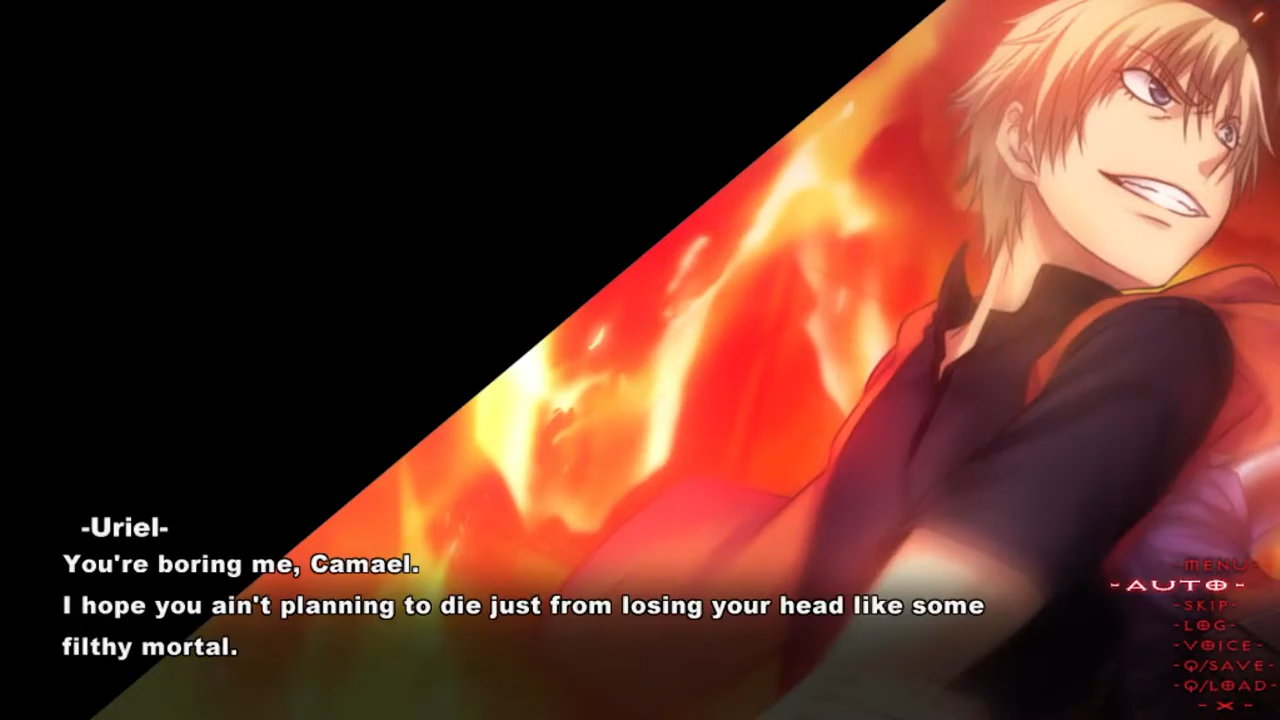 -Uriel-
You're boring me, Camael.
I hope you ain't planning to die just from losing your head like some
filthy mortal.
-MENU-
-AUTO-
-SKIP-
-LOG-
-VOICE-
-Q/SAVE-
-Q/LOAD-
-X-